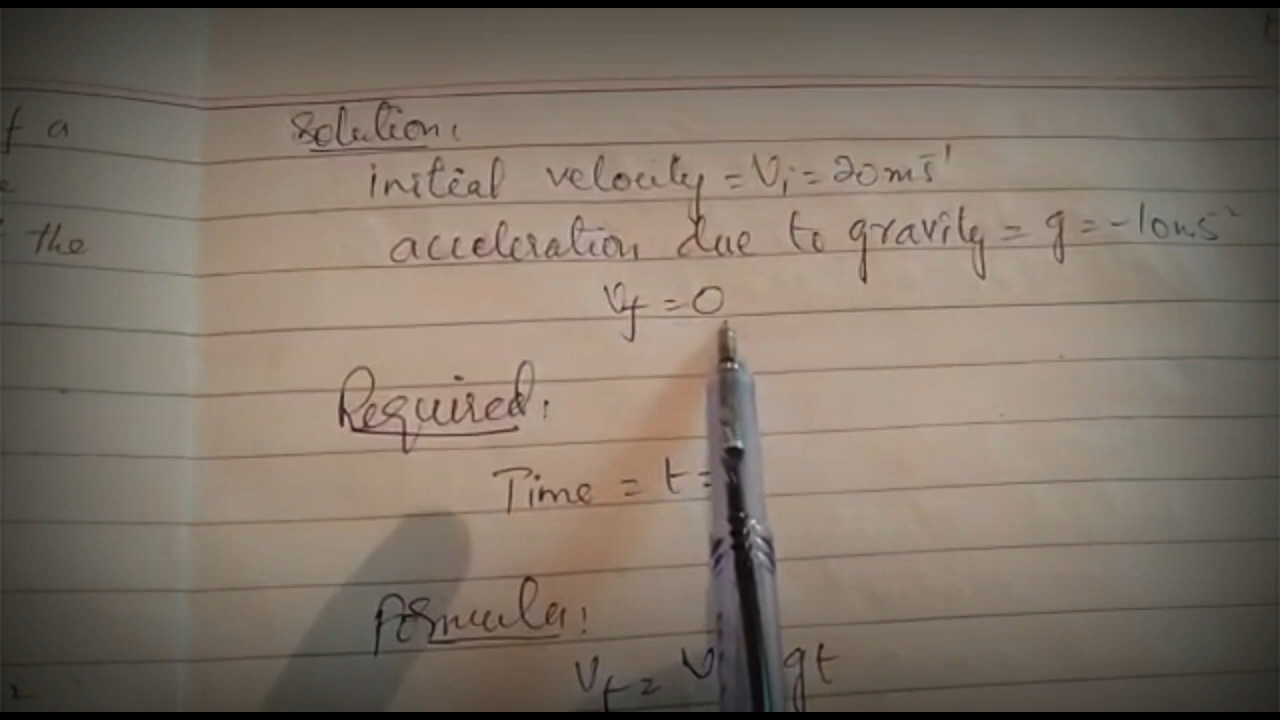 f a
Solution:
initial velocity = Vi = 20ms⁻¹
the
acceleration due to gravity = g = -10ms⁻²
Vf = 0
Required:
Time = t =
Formula:
Vf = V gt